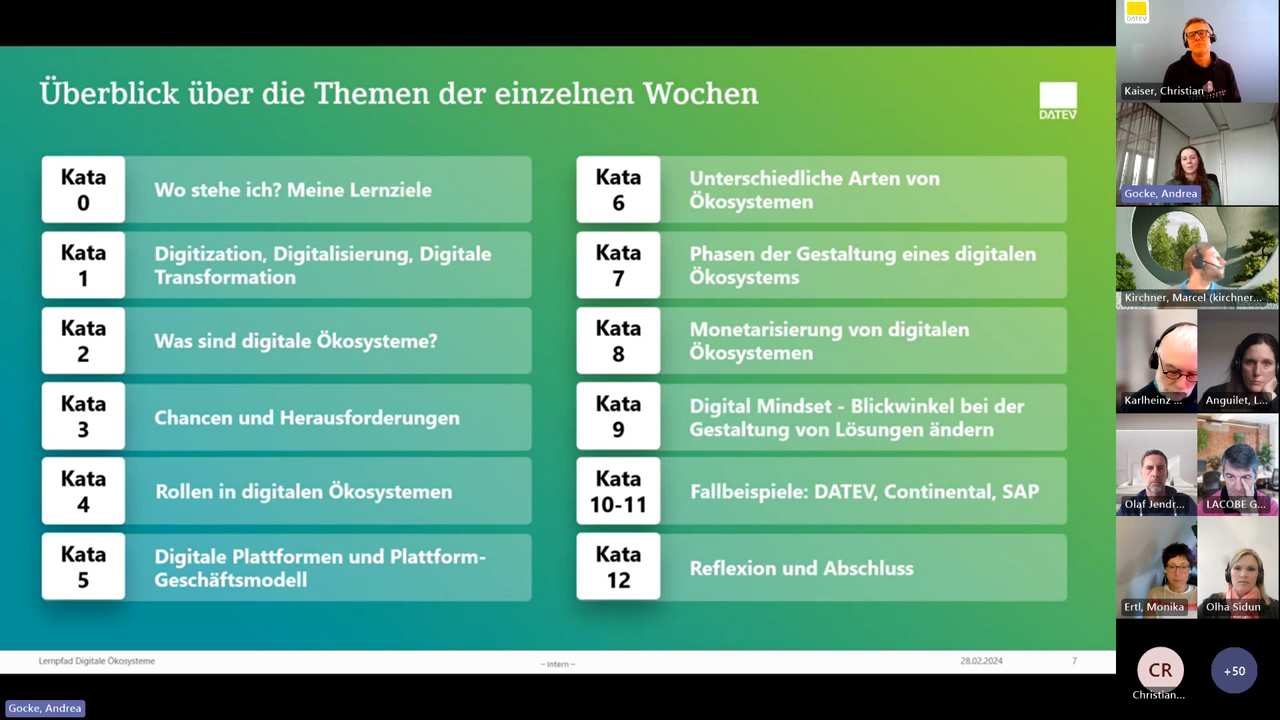 Überblick über die Themen der einzelnen Wochen
DATEV
Kata
0
Wo stehe ich? Meine Lernziele
Kata
1
Digitization, Digitalisierung, Digitale
Transformation
Kata
2
Was sind digitale Ökosysteme?
Kata
3
Chancen und Herausforderungen
Kata
4
Rollen in digitalen Ökosystemen
Kata
5
Digitale Plattformen und Plattform-
Geschäftsmodell
Kata
6
Unterschiedliche Arten von
Ökosystemen
Kata
7
Phasen der Gestaltung eines digitalen
Ökosystems
Kata
8
Monetarisierung von digitalen
Ökosystemen
Kata
9
Digital Mindset - Blickwinkel bei der
Gestaltung von Lösungen ändern
Kata
10-11
Fallbeispiele: DATEV, Continental, SAP
Kata
12
Reflexion und Abschluss
Lernpfad Digitale Ökosysteme
– Intern –
28.02.2024
7
Gocke, Andrea
DATEV
Kaiser, Christian
Gocke, Andrea
Kirchner, Marcel (kirchner...
Karlheinz ...
Anguilet, L...
Olaf Jendr...
LACOBE G...
Ertl, Monika
Olha Sidun
CR
Christian...
+50